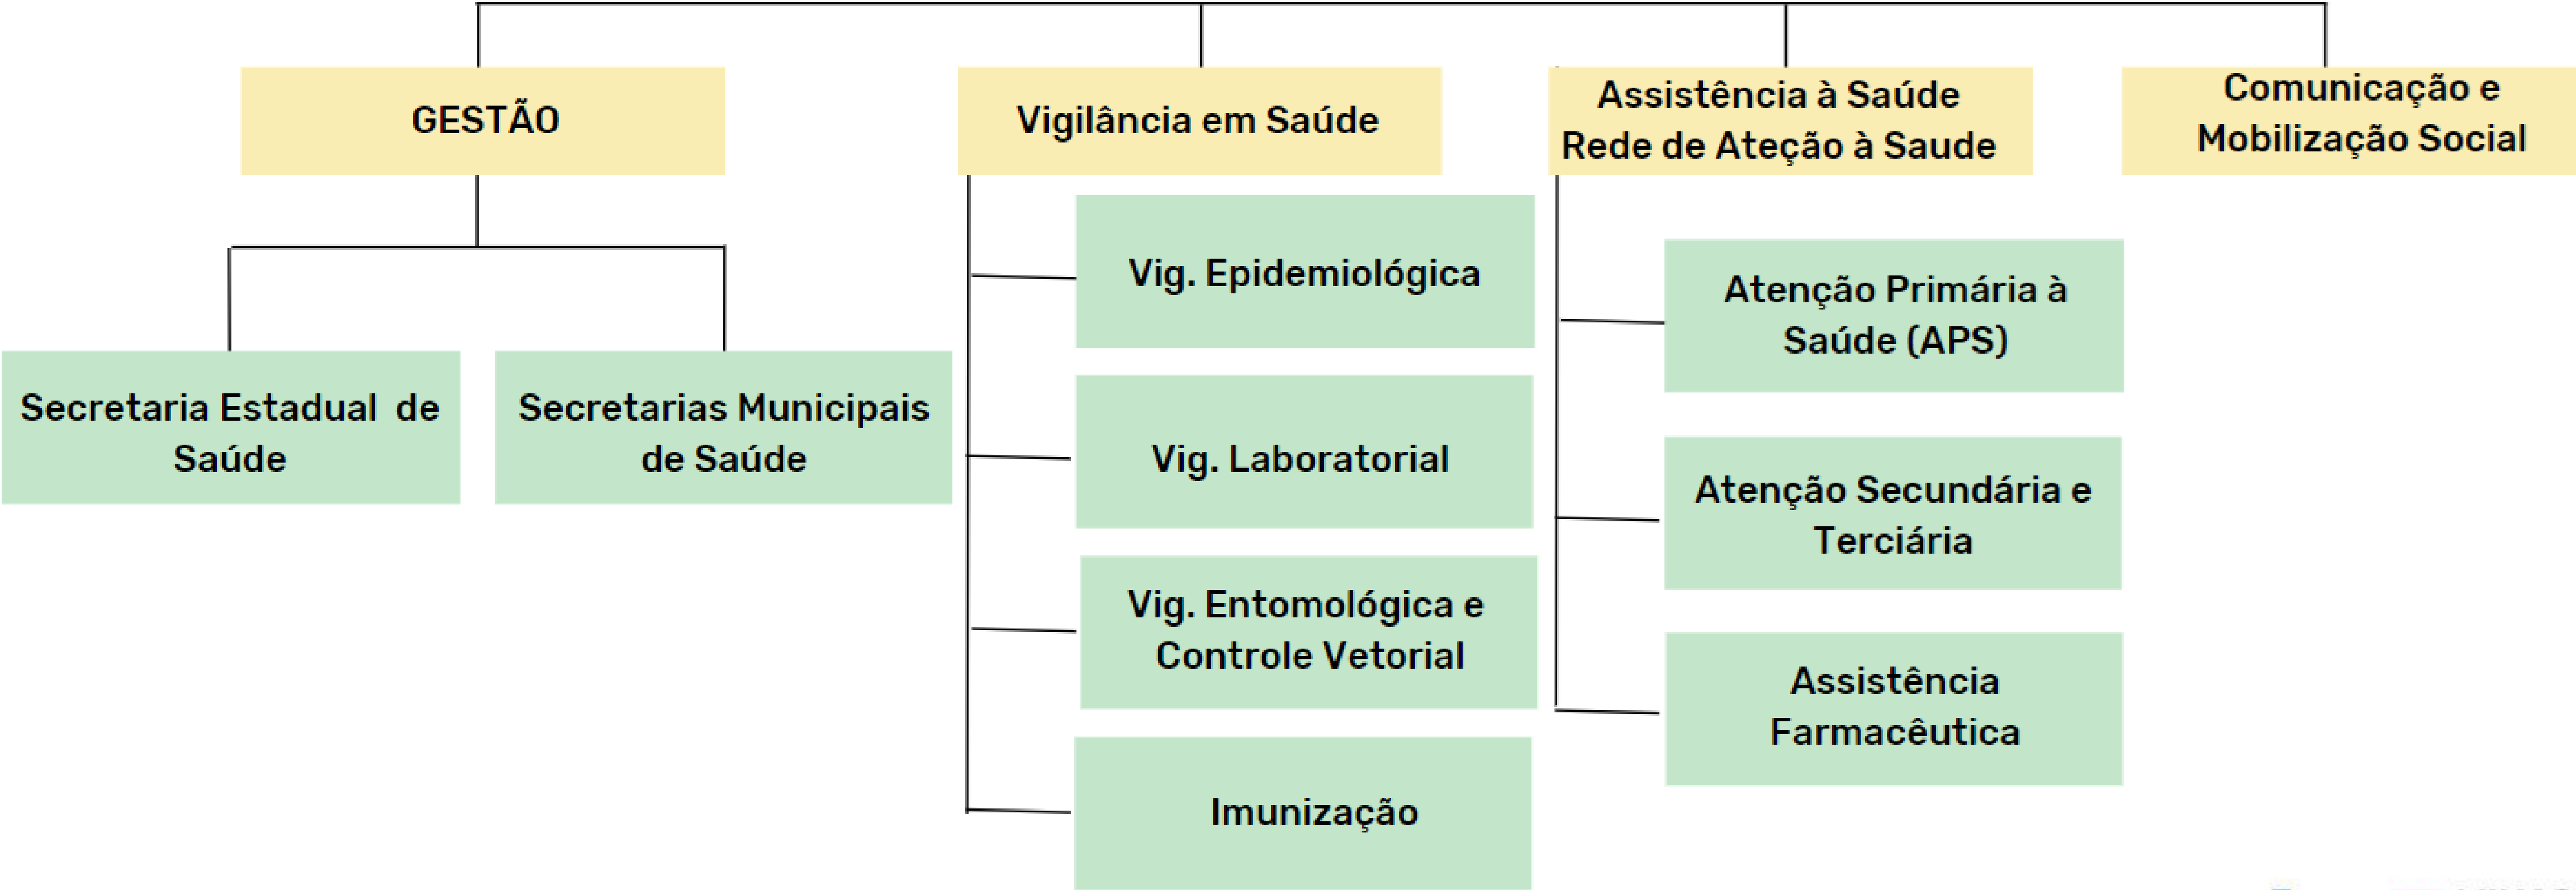 GESTÃO
Secretaria Estadual de
Saúde
Secretarias Municipais
de Saúde
Vigilância em Saúde
Vig. Epidemiológica
Vig. Laboratorial
Vig. Entomológica e
Controle Vetorial
Imunização
Assistência à Saúde
Rede de Ateção à Saude
Atenção Primária à
Saúde (APS)
Atenção Secundária e
Terciária
Assistência
Farmacêutica
Comunicação e
Mobilização Social